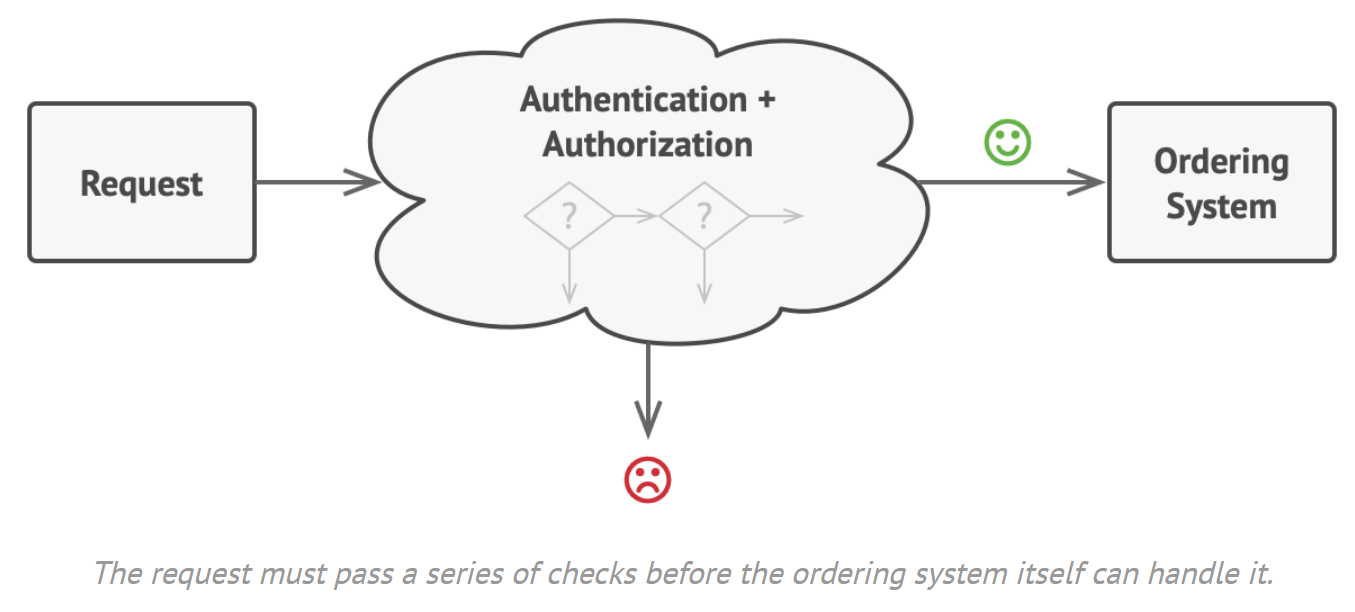 Authentication +
Authorization
Request
? ?
Ordering
System
The request must pass a series of checks before the ordering system itself can handle it.